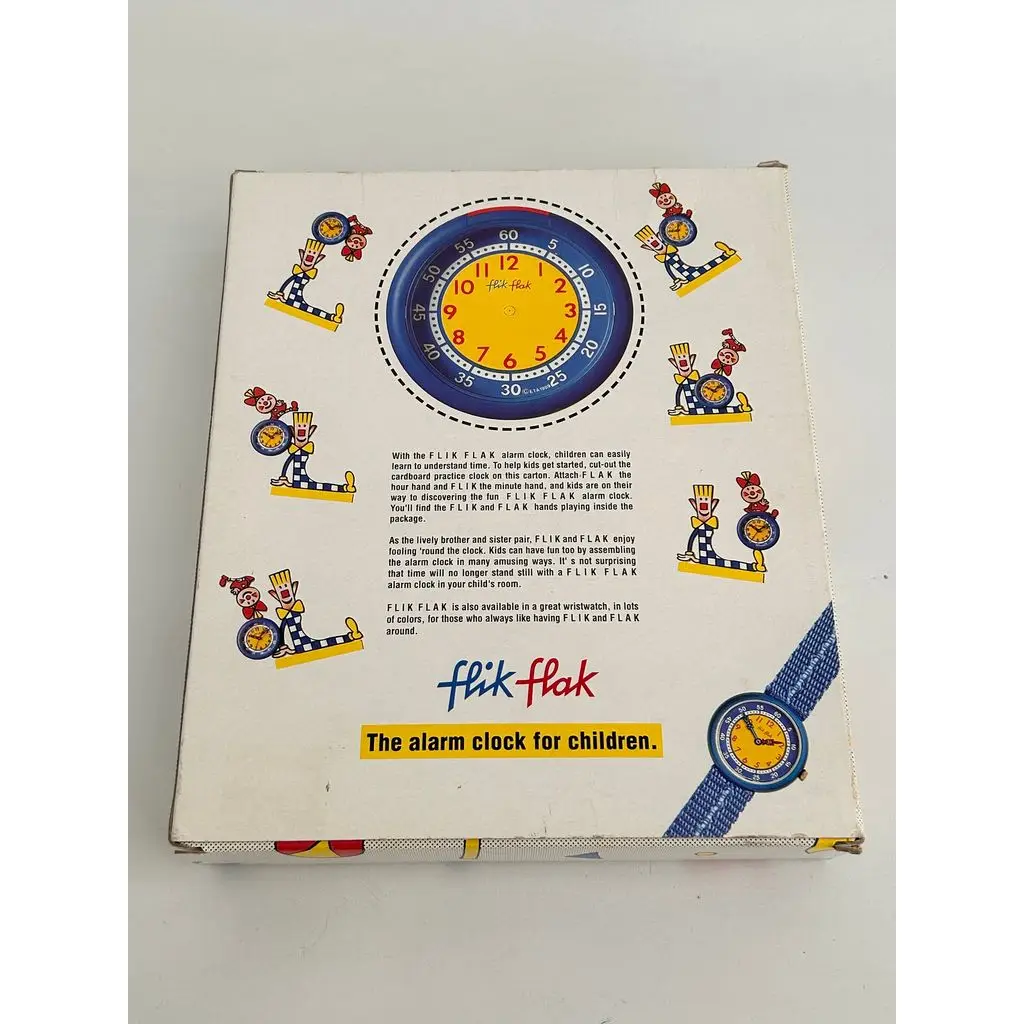 60
55 5
50 10
45 15
40 20
35 25
30 © ETA 1989
12
11 1
10 2
9 3
8 4
7 5
6
flik flak
With the FLIK FLAK alarm clock, children can easily
learn to understand time. To help kids get started, cut-out the
cardboard practice clock on this carton. Attach FLAK the
hour hand and FLIK the minute hand, and kids are on their
way to discovering the fun FLIK FLAK alarm clock.
You'll find the FLIK and FLAK hands playing inside the
package.
As the lively brother and sister pair, FLIK and FLAK enjoy
fooling 'round the clock. Kids can have fun too by assembling
the alarm clock in many amusing ways. It' s not surprising
that time will no longer stand still with a FLIK FLAK
alarm clock in your child's room.
FLIK FLAK is also available in a great wristwatch, in lots
of colors, for those who always like having FLIK and FLAK
around.
flik flak
The alarm clock for children.